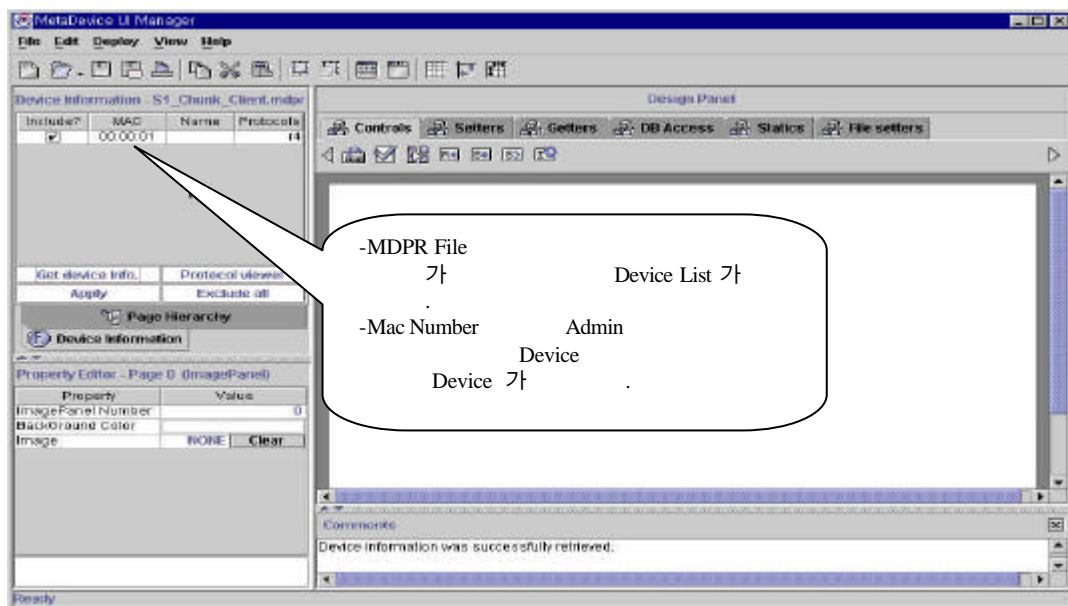 MetaDevice UI Manager
File Edit Deploy View Help
Device Information - S1_Chunk_Client.mdpr
Include? MAC Name Protocols
00:00:01 14
Get device Info. Protocol viewer
Apply Exclude all
Page Hierarchy
Device Information
Property Editor - Page 0 (ImagePanel)
Property Value
ImagePanel Number 0
BackGround Color
Image NONE Clear
Design Panel
Controls Setters Getters DB Access Statics File setters
-MDPR File
가 Device List 가
.
-Mac Number Admin
Device
Device 가 .
Comments
Device information was successfully retrieved.
Ready